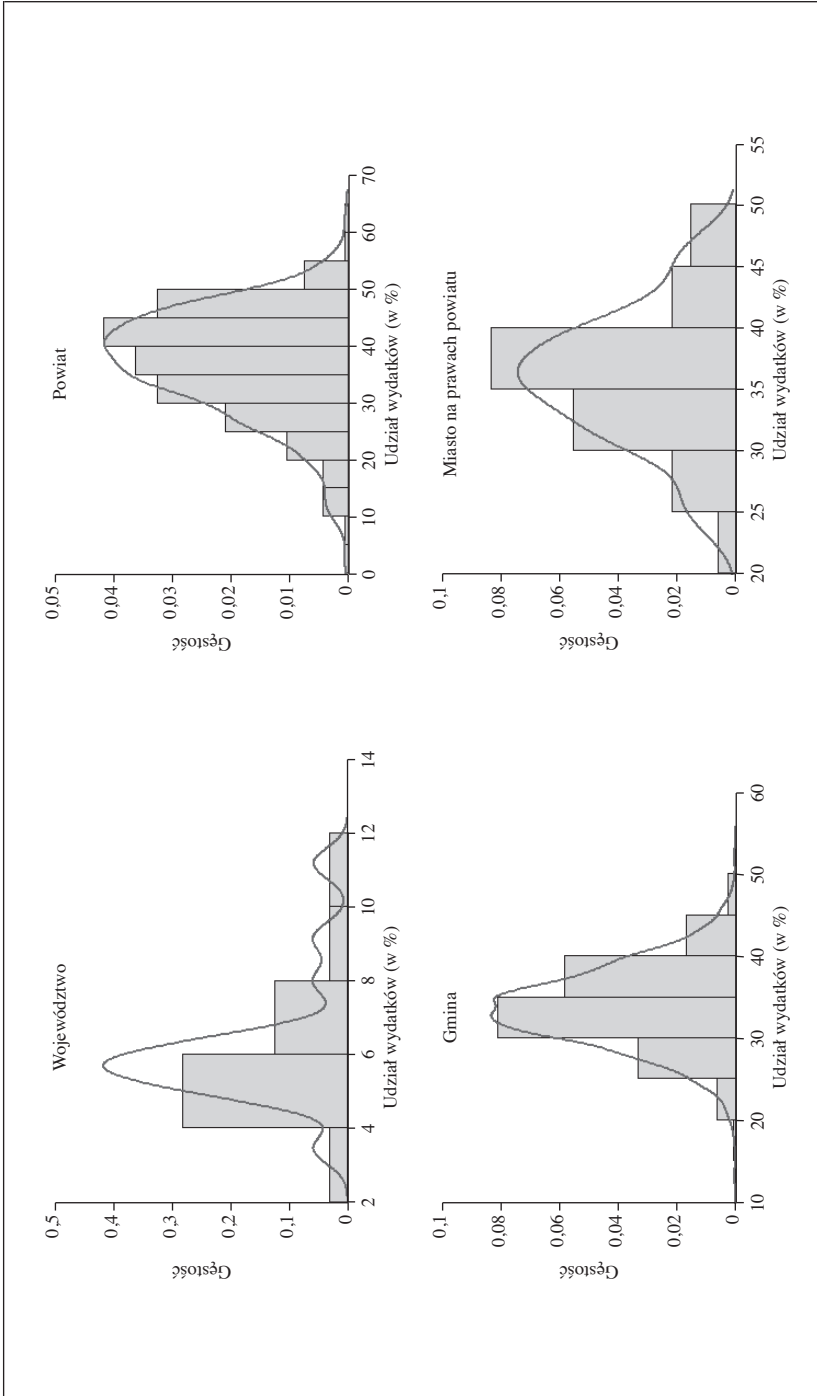 Województwo
Gęstość
0,5
0,4
0,3
0,2
0,1
0
2 4 6 8 10 12 14
Udział wydatków (w %)
Powiat
Gęstość
0,05
0,04
0,03
0,02
0,01
0
0 10 20 30 40 50 60 70
Udział wydatków (w %)
Gmina
Gęstość
0,1
0,08
0,06
0,04
0,02
0
10 20 30 40 50 60
Udział wydatków (w %)
Miasto na prawach powiatu
Gęstość
0,1
0,08
0,06
0,04
0,02
0
20 25 30 35 40 45 50 55
Udział wydatków (w %)